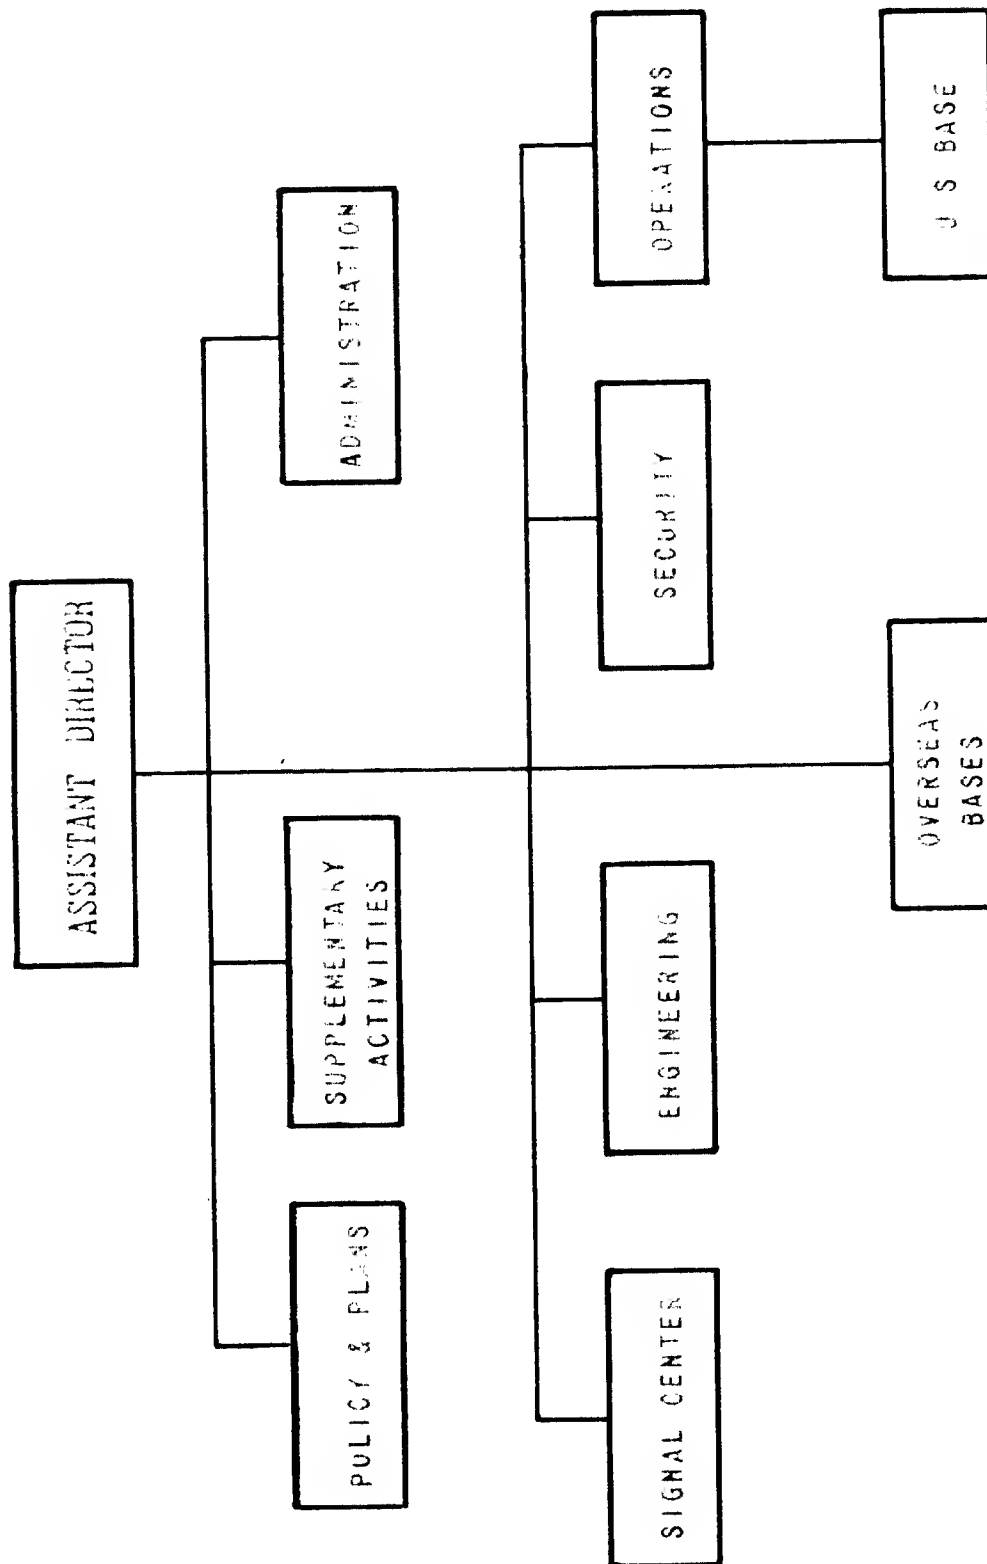 ASSISTANT DIRECTOR
POLICY & PLANS
SUPPLEMENTARY
ACTIVITIES
ADMINISTRATION
SIGNAL CENTER
ENGINEERING
SECURITY
OPERATIONS
OVERSEAS
BASES
U S BASE